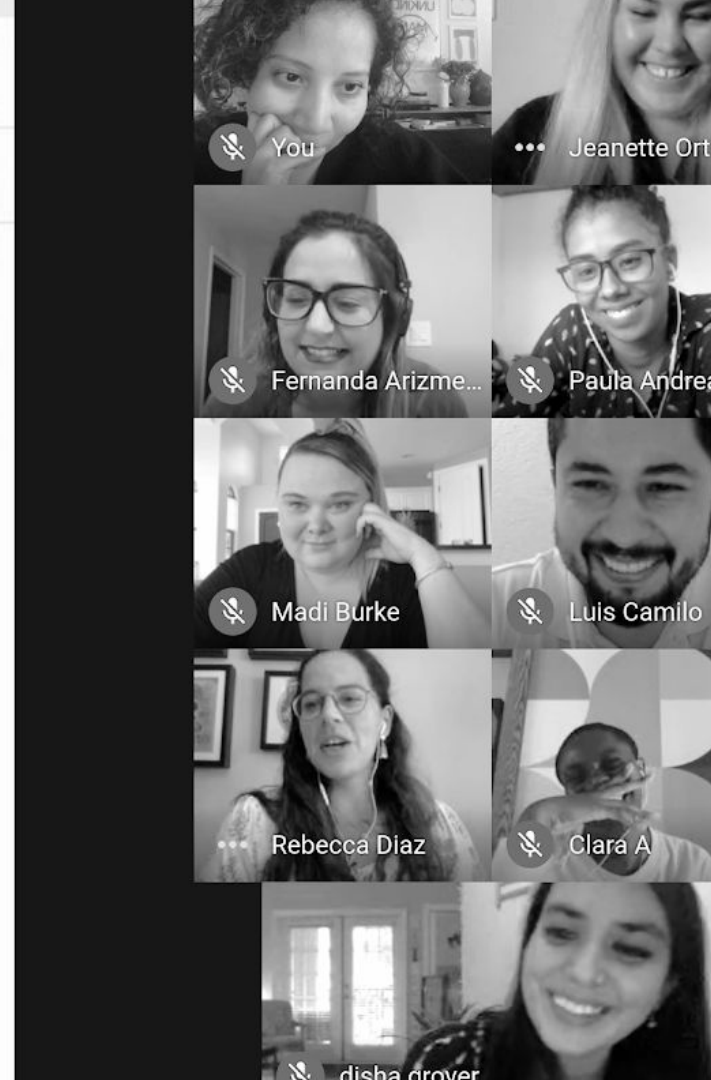 You
Jeanette Ort
Fernanda Arizme...
Paula Andrea
Madi Burke
Luis Camilo
Rebecca Diaz
Clara A
disha grover